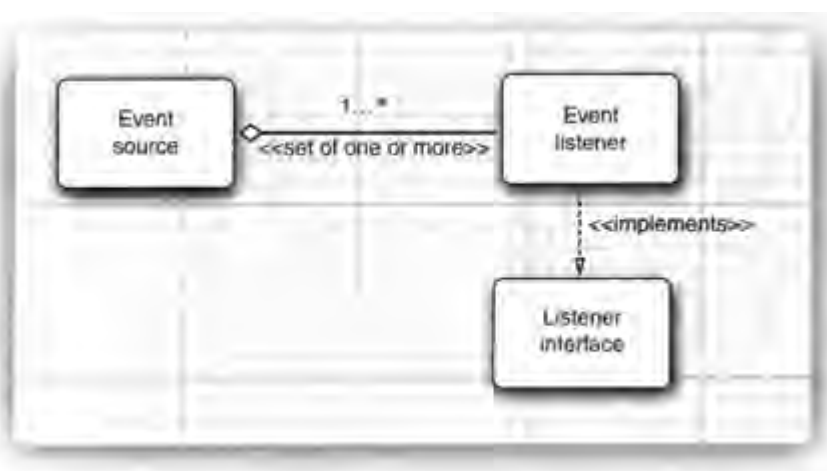 Event
source
1...*
<<set of one or more>>
Event
listener
<<implements>>
Listener
interface